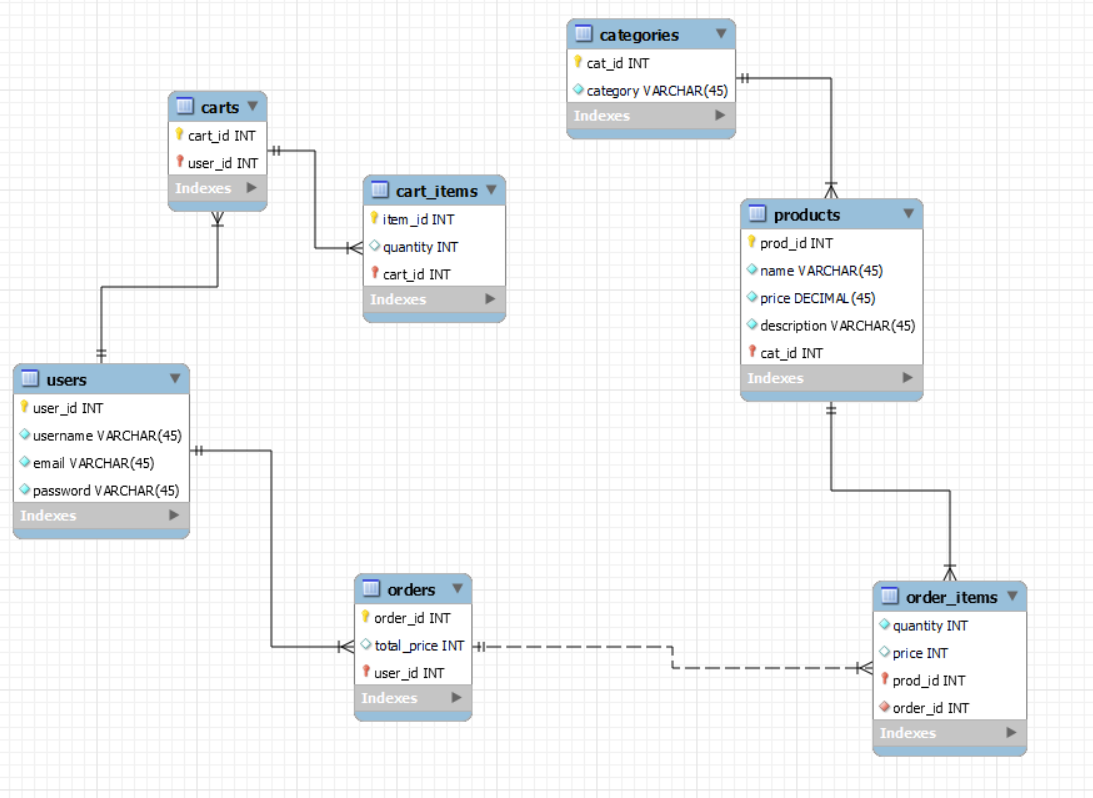 categories
cat_id INT
category VARCHAR(45)
Indexes
carts
cart_id INT
user_id INT
Indexes
cart_items
item_id INT
quantity INT
cart_id INT
Indexes
products
prod_id INT
name VARCHAR(45)
price DECIMAL(45)
description VARCHAR(45)
cat_id INT
Indexes
users
user_id INT
username VARCHAR(45)
email VARCHAR(45)
password VARCHAR(45)
Indexes
orders
order_id INT
total_price INT
user_id INT
Indexes
order_items
quantity INT
price INT
prod_id INT
order_id INT
Indexes